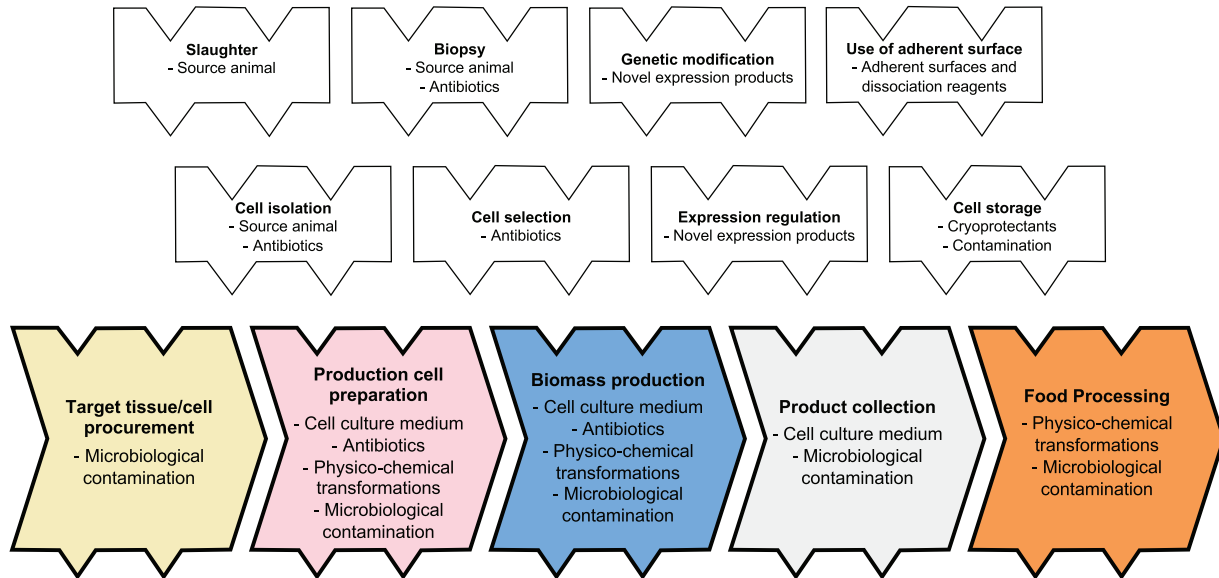 Slaughter
- Source animal
Biopsy
- Source animal
- Antibiotics
Genetic modification
- Novel expression products
Use of adherent surface
- Adherent surfaces and
dissociation reagents
Cell isolation
- Source animal
- Antibiotics
Cell selection
- Antibiotics
Expression regulation
- Novel expression products
Cell storage
- Cryoprotectants
- Contamination
Target tissue/cell
procurement
- Microbiological
contamination
Production cell
preparation
- Cell culture medium
- Antibiotics
- Physico-chemical
transformations
- Microbiological
contamination
Biomass production
- Cell culture medium
- Antibiotics
- Physico-chemical
transformations
- Microbiological
contamination
Product collection
- Cell culture medium
- Microbiological
contamination
Food Processing
- Physico-chemical
transformations
- Microbiological
contamination